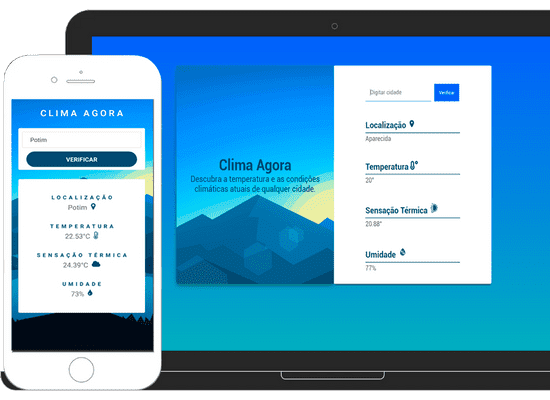 CLIMA AGORA
Potim
VERIFICAR
LOCALIZAÇÃO
Potim
TEMPERATURA
22.53°C
SENSAÇÃO TÉRMICA
24.39°C
UMIDADE
73%
Clima Agora
Descubra a temperatura e as condições
climáticas atuais de qualquer cidade.
Digitar cidade
Verificar
Localização
Aparecida
Temperatura
20°
Sensação Térmica
20.88°
Umidade
77%